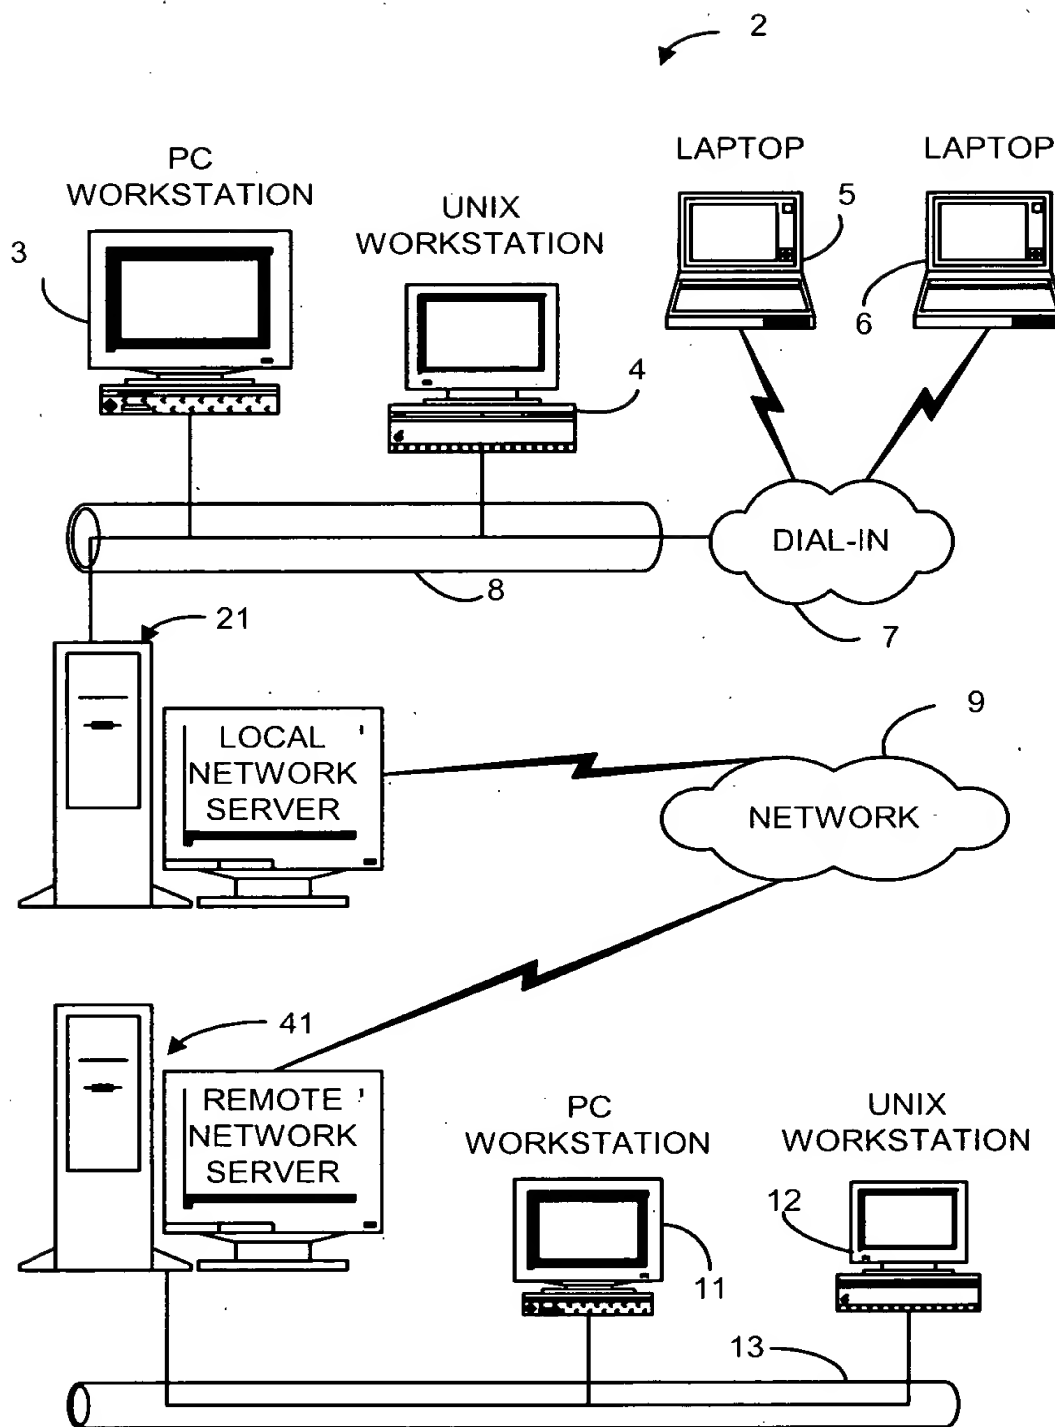 2
LAPTOP
LAPTOP
PC
WORKSTATION
UNIX
WORKSTATION
3
5
6
4
DIAL-IN
8
7
21
9
LOCAL
NETWORK
SERVER
NETWORK
41
REMOTE
NETWORK
SERVER
PC
WORKSTATION
UNIX
WORKSTATION
12
11
13